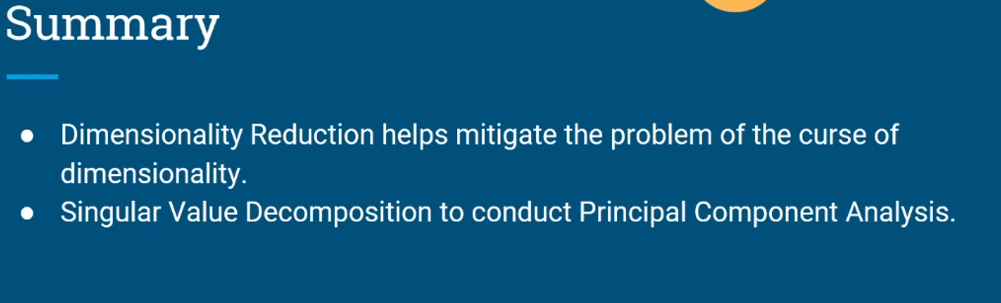 Summary
● Dimensionality Reduction helps mitigate the problem of the curse of
dimensionality.
● Singular Value Decomposition to conduct Principal Component Analysis.